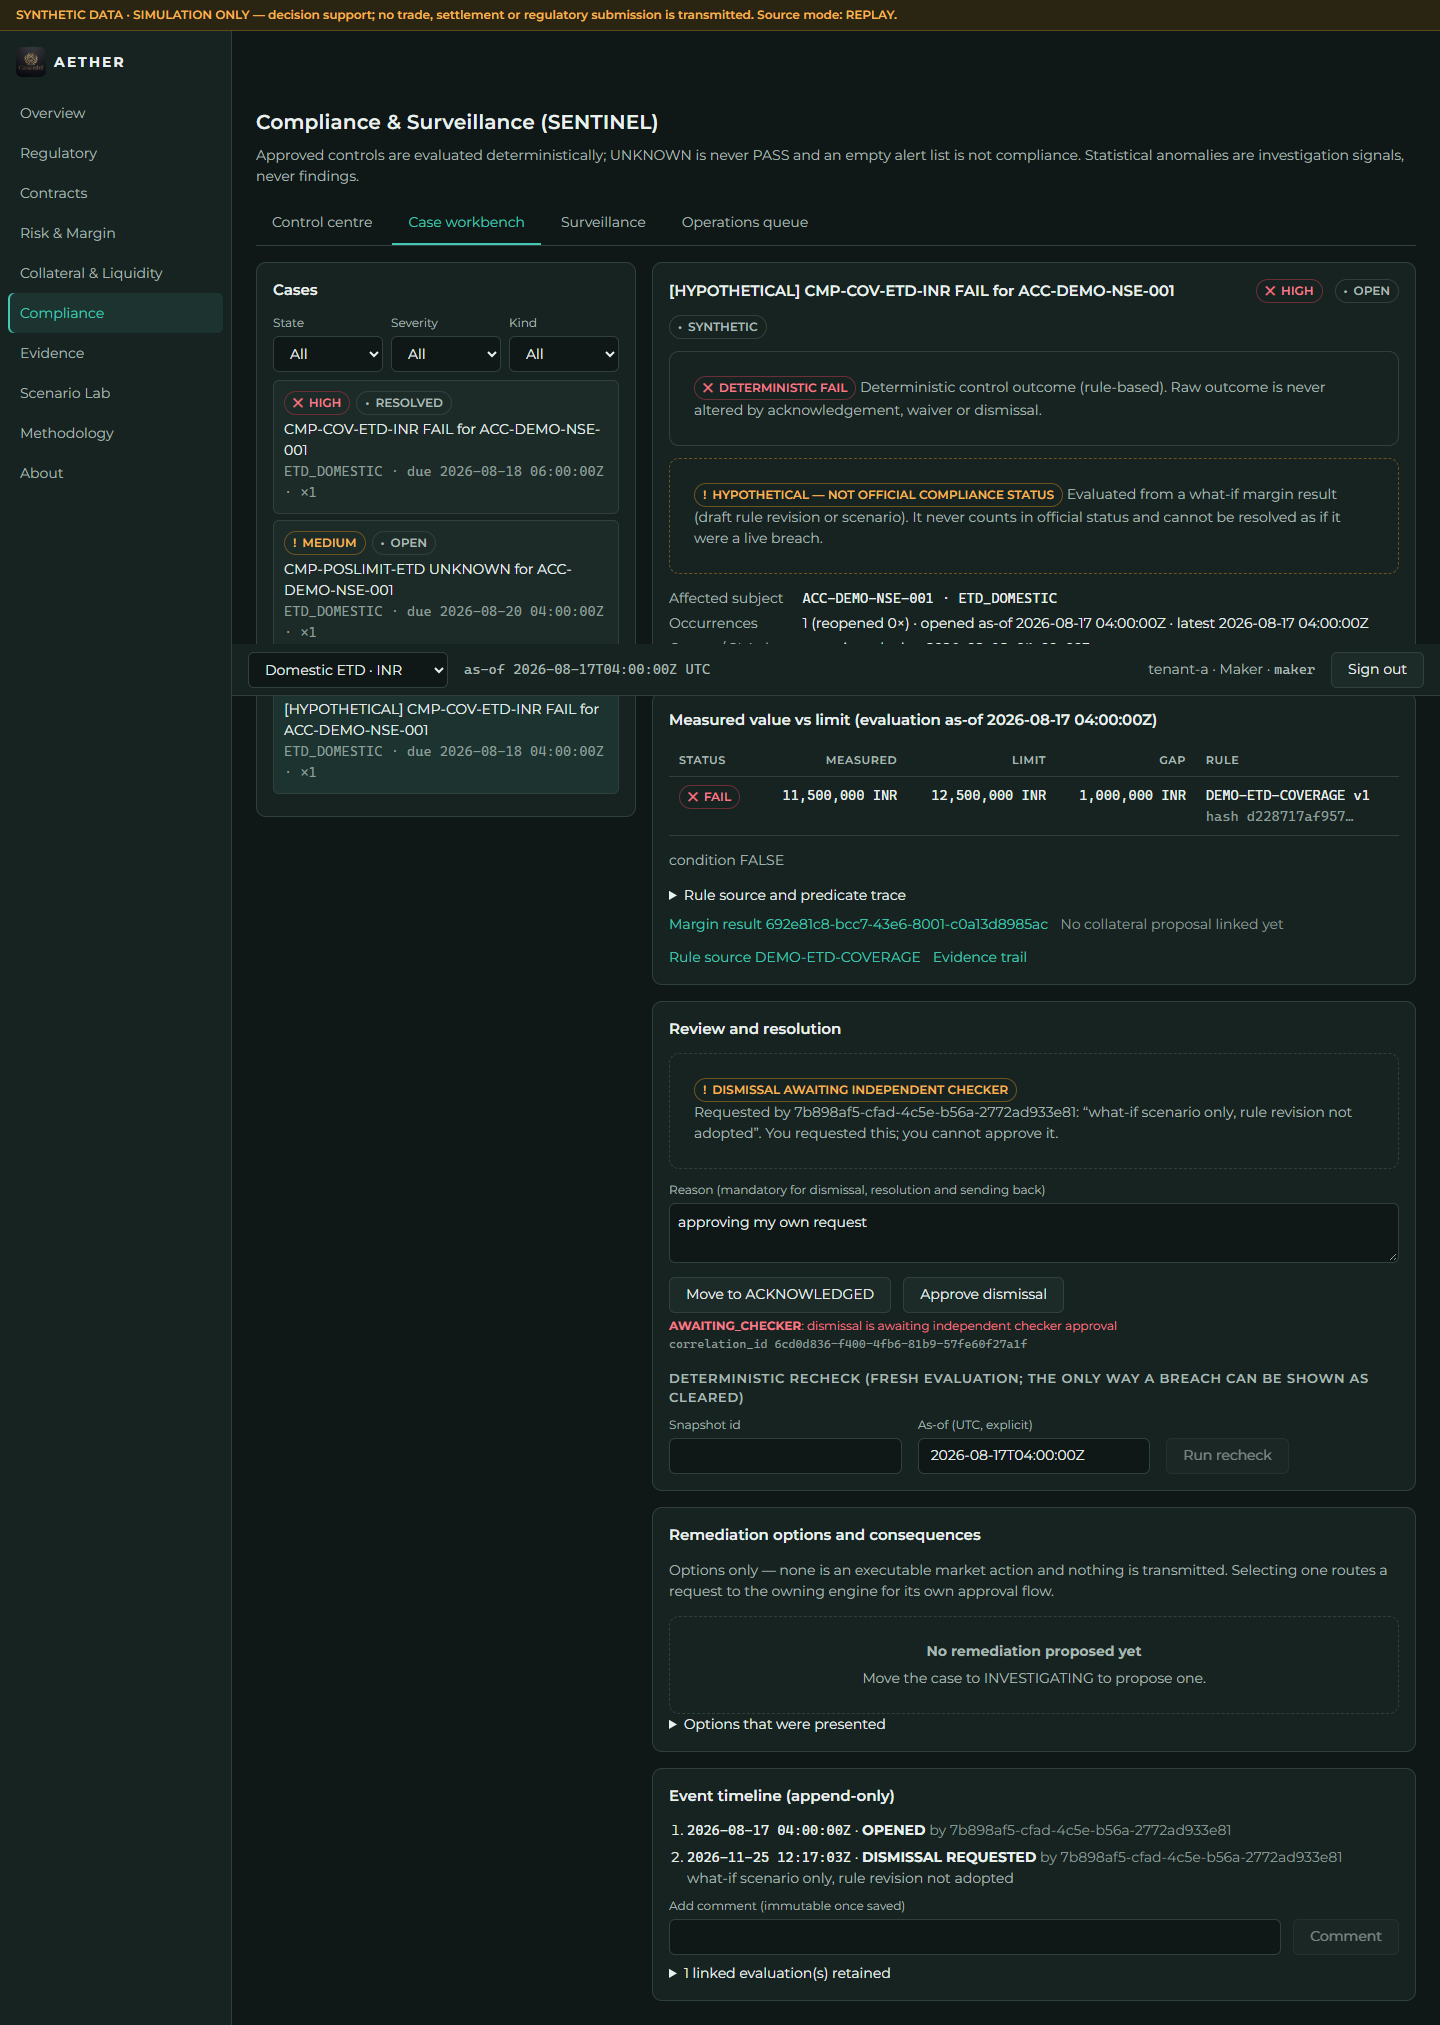 SYNTHETIC DATA · SIMULATION ONLY — decision support; no trade, settlement or regulatory submission is transmitted. Source mode: REPLAY.
AETHER
Overview
Regulatory
Contracts
Risk & Margin
Collateral & Liquidity
Compliance
Evidence
Scenario Lab
Methodology
About
Compliance & Surveillance (SENTINEL)
Approved controls are evaluated deterministically; UNKNOWN is never PASS and an empty alert list is not compliance. Statistical anomalies are investigation signals,
never findings.
Control centre
Case workbench
Surveillance
Operations queue
Cases
State
Severity
Kind
All
All
All
HIGH
• RESOLVED
CMP-COV-ETD-INR FAIL for ACC-DEMO-NSE-
001
ETD_DOMESTIC · due 2026-08-18 06:00:00Z
· ×1
! MEDIUM
• OPEN
CMP-POSLIMIT-ETD UNKNOWN for ACC-
DEMO-NSE-001
ETD_DOMESTIC · due 2026-08-20 04:00:00Z
· ×1
[HYPOTHETICAL] CMP-COV-ETD-INR FAIL for
ACC-DEMO-NSE-001
ETD_DOMESTIC · due 2026-08-18 04:00:00Z
· ×1
[HYPOTHETICAL] CMP-COV-ETD-INR FAIL for ACC-DEMO-NSE-001
HIGH
• OPEN
• SYNTHETIC
DETERMINISTIC FAIL Deterministic control outcome (rule-based). Raw outcome is never
altered by acknowledgement, waiver or dismissal.
! HYPOTHETICAL — NOT OFFICIAL COMPLIANCE STATUS Evaluated from a what-if margin result
(draft rule revision or scenario). It never counts in official status and cannot be resolved as if it
were a live breach.
Affected subject ACC-DEMO-NSE-001 · ETD_DOMESTIC
Occurrences 1 (reopened 0×) · opened as-of 2026-08-17 04:00:00Z · latest 2026-08-17 04:00:00Z
Domestic ETD · INR
as-of 2026-08-17T04:00:00Z UTC
tenant-a · Maker · maker
Sign out
Measured value vs limit (evaluation as-of 2026-08-17 04:00:00Z)
STATUS MEASURED LIMIT GAP RULE
FAIL 11,500,000 INR 12,500,000 INR 1,000,000 INR DEMO-ETD-COVERAGE v1
hash d228717af957…
condition FALSE
Rule source and predicate trace
Margin result 692e81c8-bcc7-43e6-8001-c0a13d8985ac No collateral proposal linked yet
Rule source DEMO-ETD-COVERAGE Evidence trail
Review and resolution
! DISMISSAL AWAITING INDEPENDENT CHECKER
Requested by 7b898af5-cfad-4c5e-b56a-2772ad933e81: “what-if scenario only, rule revision not
adopted”. You requested this; you cannot approve it.
Reason (mandatory for dismissal, resolution and sending back)
approving my own request
Move to ACKNOWLEDGED
Approve dismissal
AWAITING_CHECKER: dismissal is awaiting independent checker approval
correlation_id 6cd0d836-f400-4fb6-81b9-57fe60f27a1f
DETERMINISTIC RECHECK (FRESH EVALUATION; THE ONLY WAY A BREACH CAN BE SHOWN AS
CLEARED)
Snapshot id
As-of (UTC, explicit)
2026-08-17T04:00:00Z
Run recheck
Remediation options and consequences
Options only — none is an executable market action and nothing is transmitted. Selecting one routes a
request to the owning engine for its own approval flow.
No remediation proposed yet
Move the case to INVESTIGATING to propose one.
Options that were presented
Event timeline (append-only)
1. 2026-08-17 04:00:00Z · OPENED by 7b898af5-cfad-4c5e-b56a-2772ad933e81
2. 2026-11-25 12:17:03Z · DISMISSAL REQUESTED by 7b898af5-cfad-4c5e-b56a-2772ad933e81
what-if scenario only, rule revision not adopted
Add comment (immutable once saved)
Comment
1 linked evaluation(s) retained